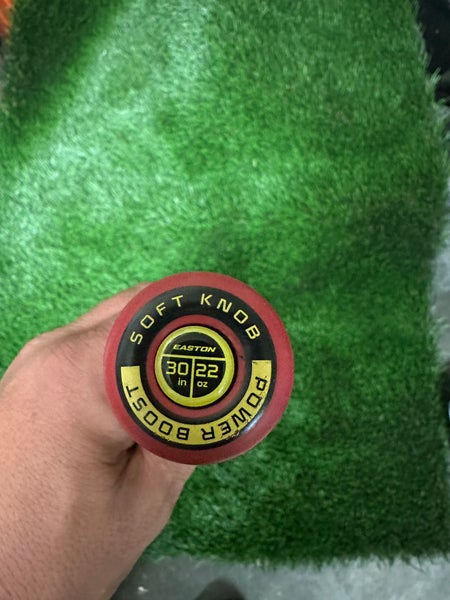 SOFT KNOB
EASTON
30 22
in oz
POWER BOOST